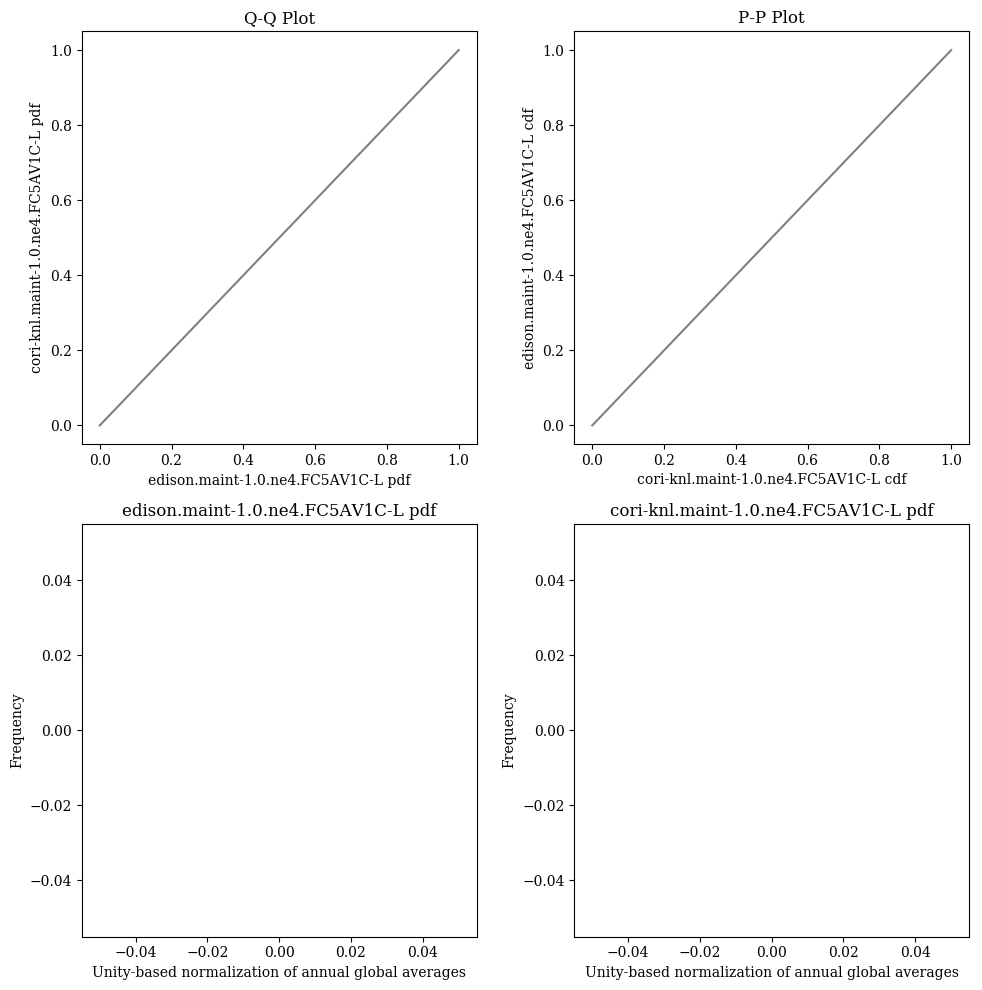 Q-Q Plot
cori-knl.maint-1.0.ne4.FC5AV1C-L pdf
1.0
0.8
0.6
0.4
0.2
0.0
0.0 0.2 0.4 0.6 0.8 1.0
edison.maint-1.0.ne4.FC5AV1C-L pdf
P-P Plot
edison.maint-1.0.ne4.FC5AV1C-L cdf
1.0
0.8
0.6
0.4
0.2
0.0
0.0 0.2 0.4 0.6 0.8 1.0
cori-knl.maint-1.0.ne4.FC5AV1C-L cdf
edison.maint-1.0.ne4.FC5AV1C-L pdf
Frequency
0.04
0.02
0.00
−0.02
−0.04
−0.04 −0.02 0.00 0.02 0.04
Unity-based normalization of annual global averages
cori-knl.maint-1.0.ne4.FC5AV1C-L pdf
Frequency
0.04
0.02
0.00
−0.02
−0.04
−0.04 −0.02 0.00 0.02 0.04
Unity-based normalization of annual global averages